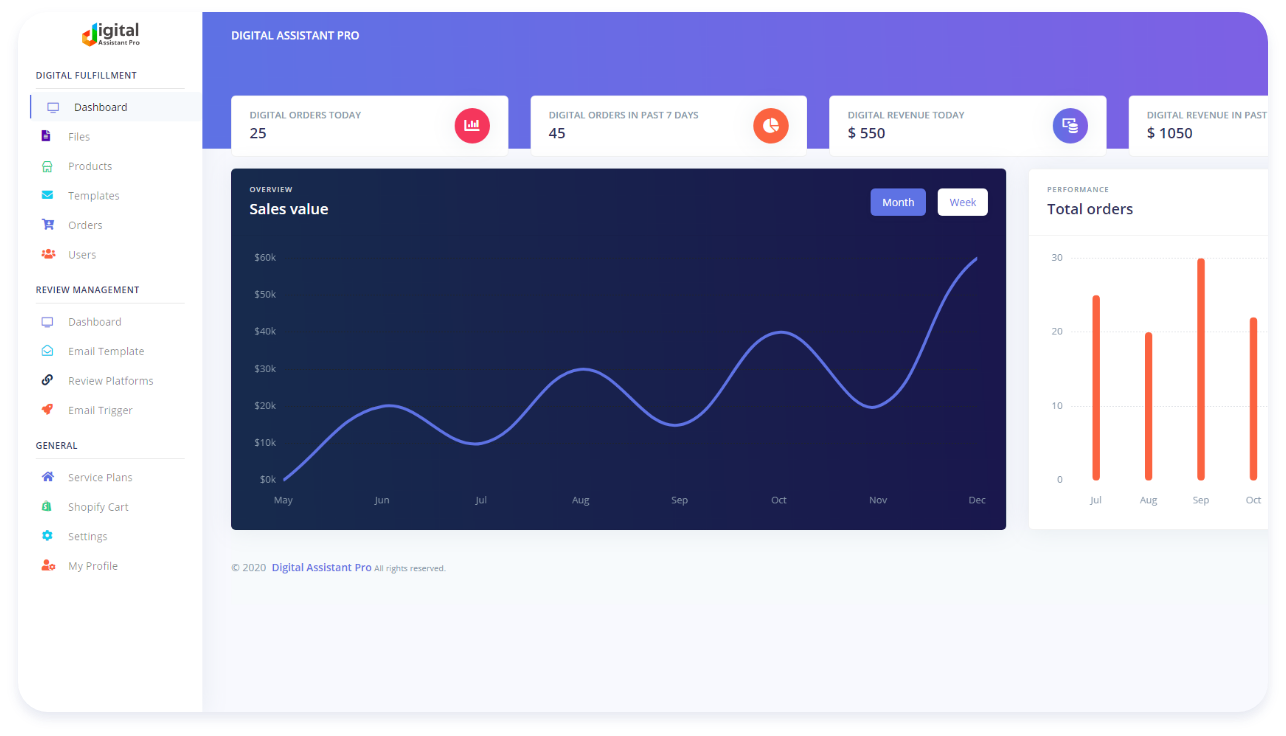 digital
Assistant Pro
DIGITAL FULFILLMENT
Dashboard
Files
Products
Templates
Orders
Users
REVIEW MANAGEMENT
Dashboard
Email Template
Review Platforms
Email Trigger
GENERAL
Service Plans
Shopify Cart
Settings
My Profile
DIGITAL ASSISTANT PRO
DIGITAL ORDERS TODAY
25
DIGITAL ORDERS IN PAST 7 DAYS
45
DIGITAL REVENUE TODAY
$ 550
DIGITAL REVENUE IN PAST
$ 1050
OVERVIEW
Sales value
Month Week
$60k
$50k
$40k
$30k
$20k
$10k
$0k
May Jun Jul Aug Sep Oct Nov Dec
PERFORMANCE
Total orders
30
20
10
0
Jul Aug Sep Oct
© 2020 Digital Assistant Pro All rights reserved.